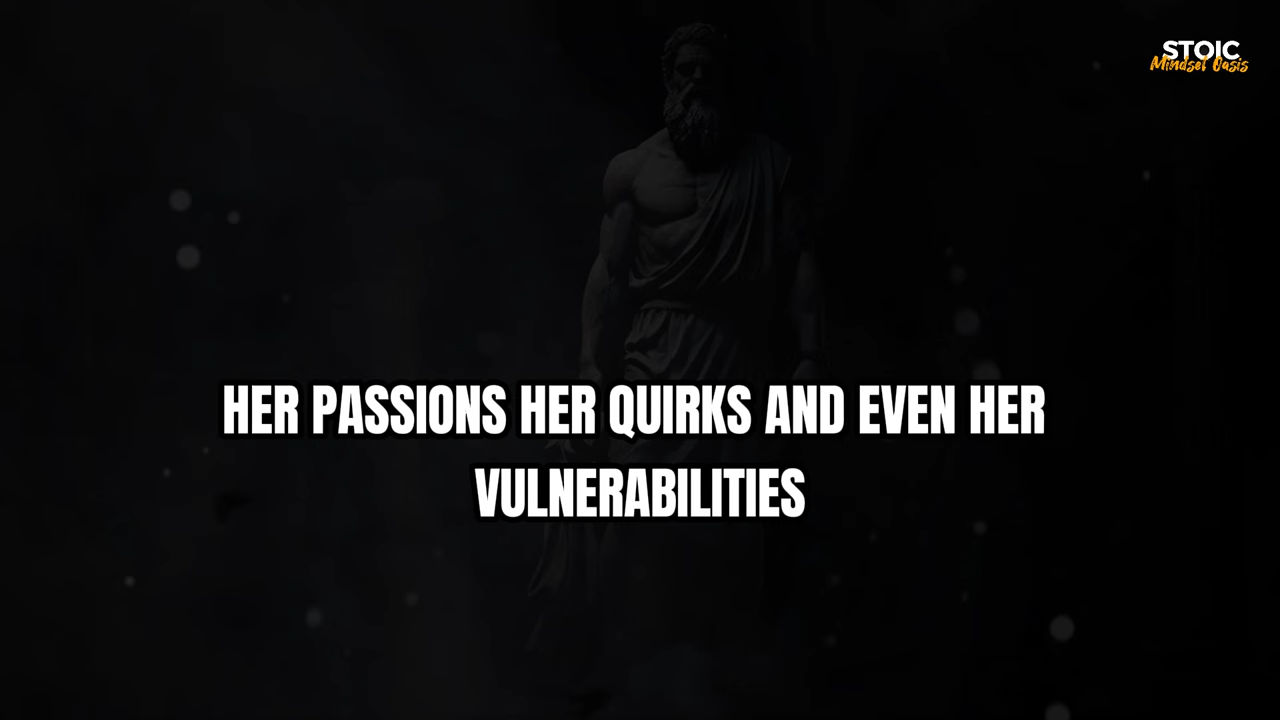 STOIC
Mindset Oasis
HER PASSIONS HER QUIRKS AND EVEN HER
VULNERABILITIES